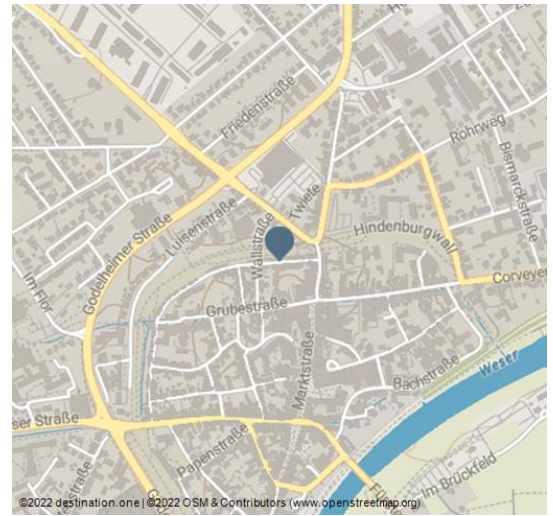 Friedenstraße
Rohrweg
Bismarckstraße
Twiete
Luisenstraße
Wallstraße
Hindenburgwall
Godelheimer Straße
Im Flor
Corveyer
Grubestraße
Weser
Marktstraße
Bachstraße
ser Straße
Papenstraße
Im Brückfeld
©2022 destination.one | ©2022 OSM & Contributors (www.openstreetmap.org)